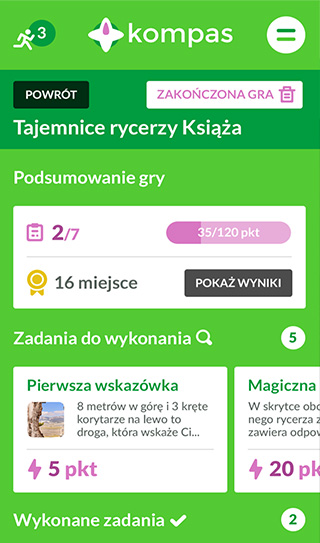 3
kompas
POWRÓT
ZAKOŃCZONA GRA
Tajemnice rycerzy Książa
Podsumowanie gry
2/7
35/120 pkt
16 miejsce
POKAŻ WYNIKI
Zadania do wykonania
5
Pierwsza wskazówka
8 metrów w górę i 3 kręte
korytarze na lewo to
droga, która wskaże Ci...
5 pkt
Magiczna
W skrytce obo
nego rycerza z
zawiera odpow
20 pk
Wykonane zadania
2